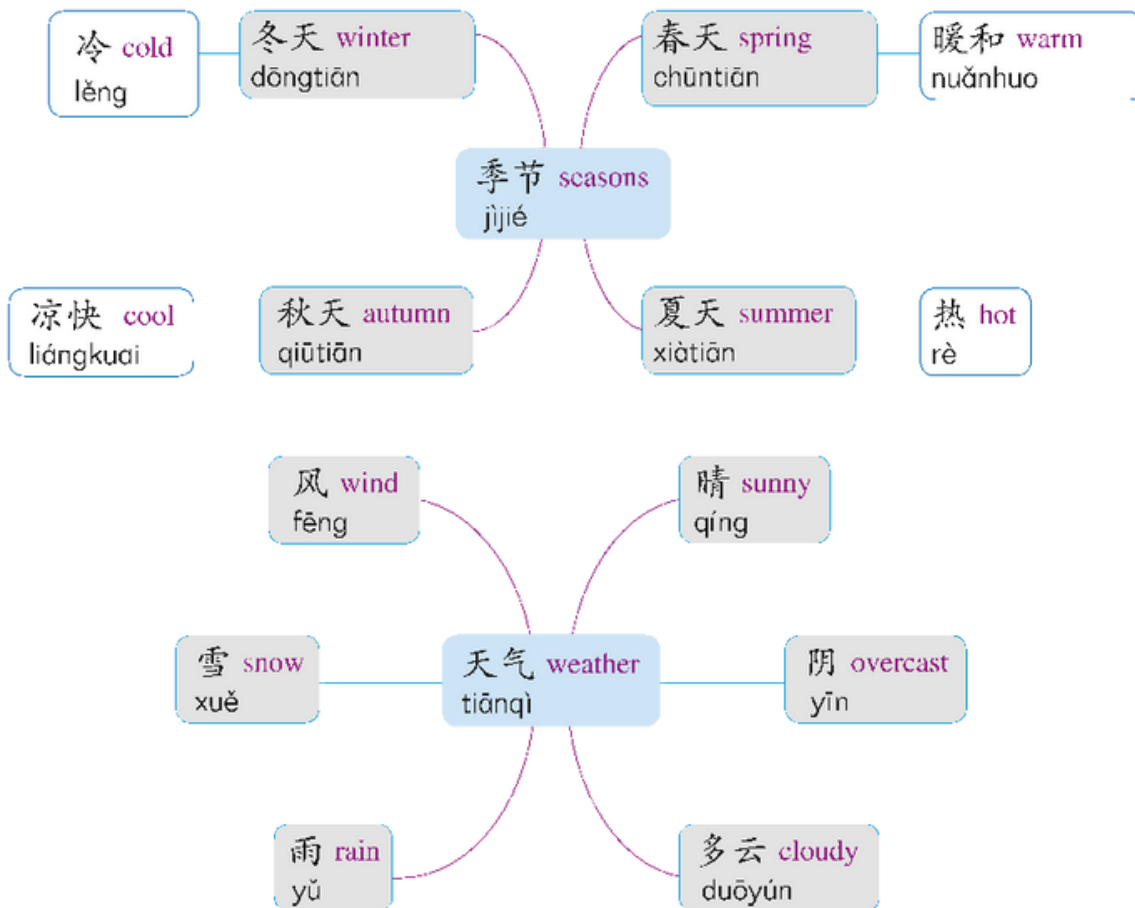 冷 cold
lěng
冬天 winter
dōngtiān
春天 spring
chūntiān
暖和 warm
nuǎnhuo
季节 seasons
jìjié
凉快 cool
liángkuai
秋天 autumn
qiūtiān
夏天 summer
xiàtiān
热 hot
rè
风 wind
fēng
晴 sunny
qíng
雪 snow
xuě
天气 weather
tiānqì
阴 overcast
yīn
雨 rain
yǔ
多云 cloudy
duōyún